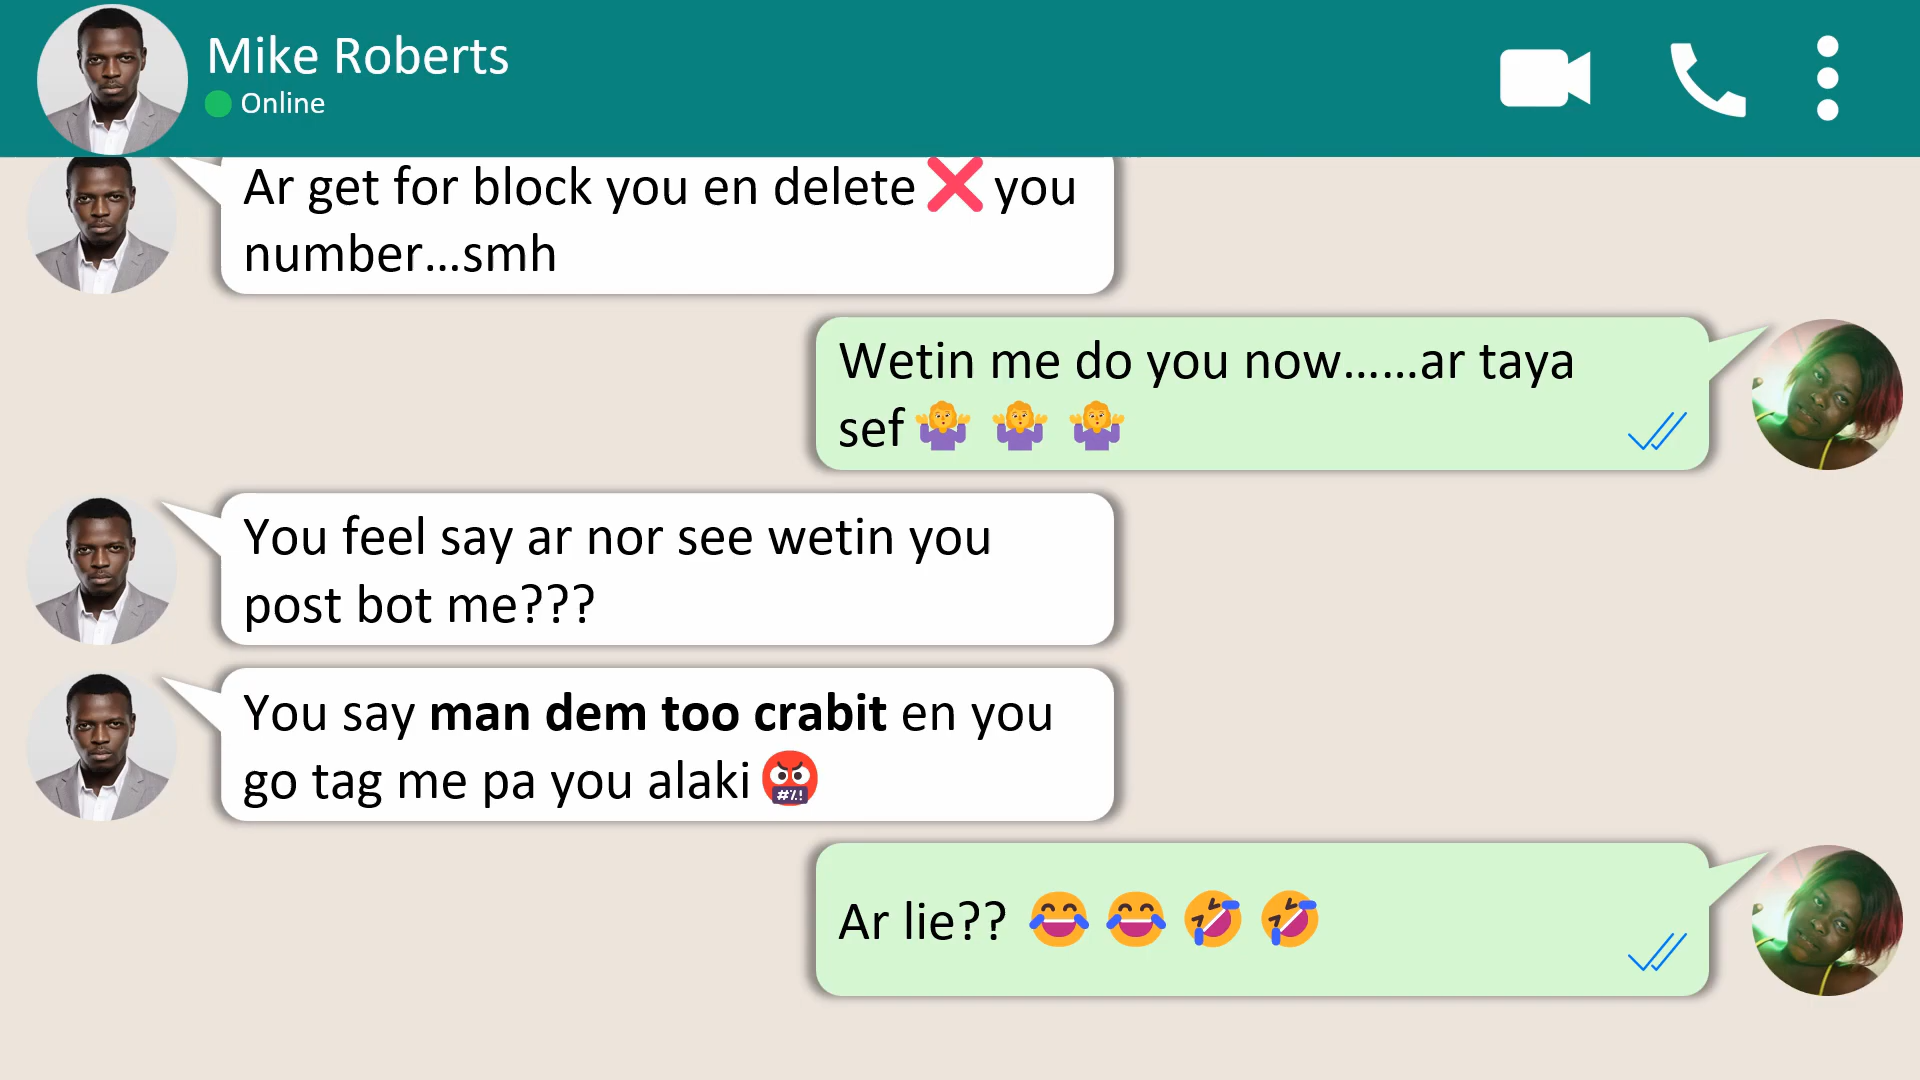 Mike Roberts
Online
Ar get for block you en delete ❌ you
number...smh
Wetin me do you now......ar taya
sef 🤷‍♀️ 🤷‍♀️ 🤷‍♀️
You feel say ar nor see wetin you
post bot me???
You say man dem too crabit en you
go tag me pa you alaki 🤬
Ar lie?? 😂 😂 🤣 🤣